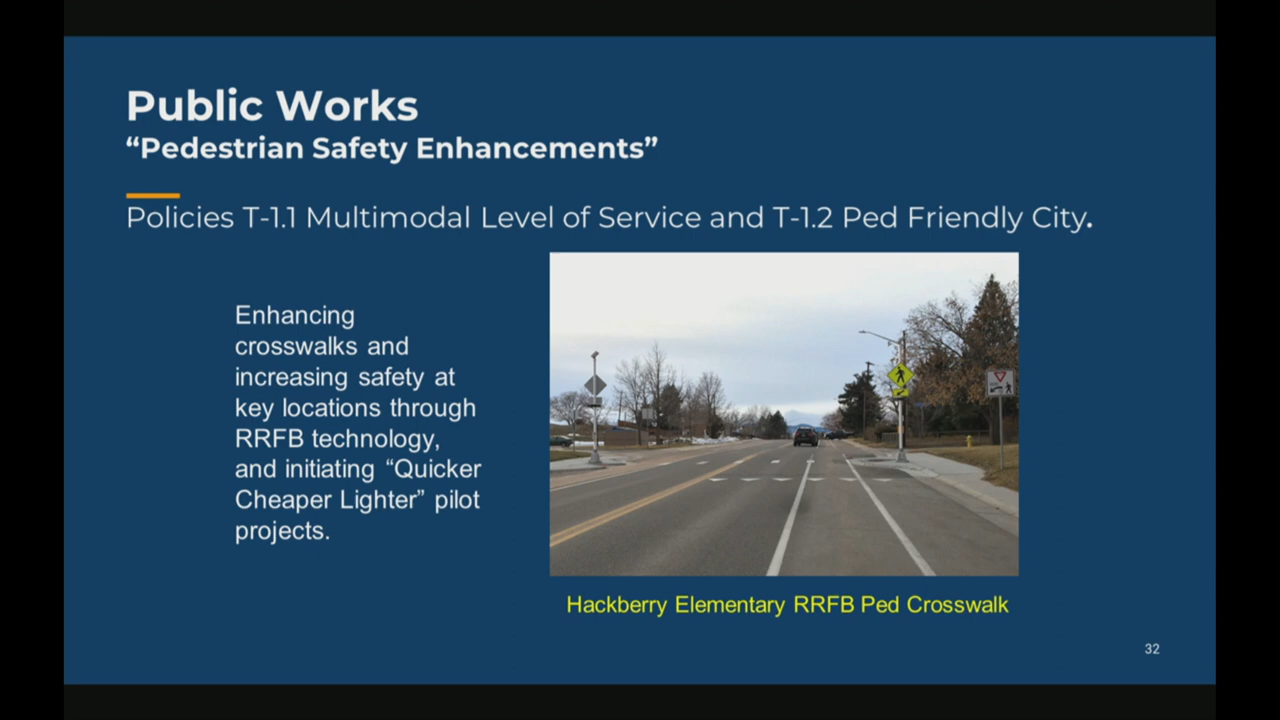 Public Works
“Pedestrian Safety Enhancements”
Policies T-1.1 Multimodal Level of Service and T-1.2 Ped Friendly City.
Enhancing
crosswalks and
increasing safety at
key locations through
RRFB technology,
and initiating “Quicker
Cheaper Lighter” pilot
projects.
Hackberry Elementary RRFB Ped Crosswalk
32